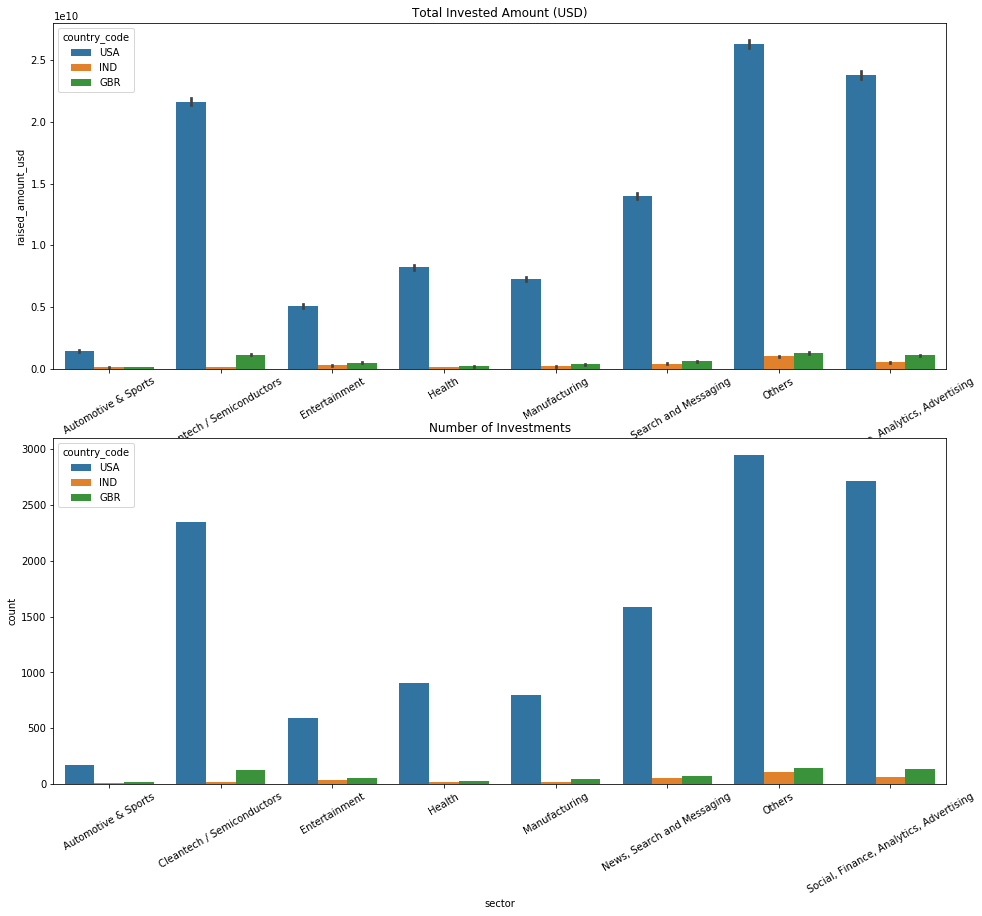 Total Invested Amount (USD)
1e10
country_code
USA
IND
GBR
raised_amount_usd
2.5
2.0
1.5
1.0
0.5
0.0
Automotive & Sports
/ Semiconductors
Entertainment
Health
Manufacturing
Search and Messaging
Others
Analytics, Advertising
Number of Investments
country_code
USA
IND
GBR
count
3000
2500
2000
1500
1000
500
0
Automotive & Sports
Cleantech / Semiconductors
Entertainment
Health
Manufacturing
News, Search and Messaging
Others
Social, Finance, Analytics, Advertising
sector